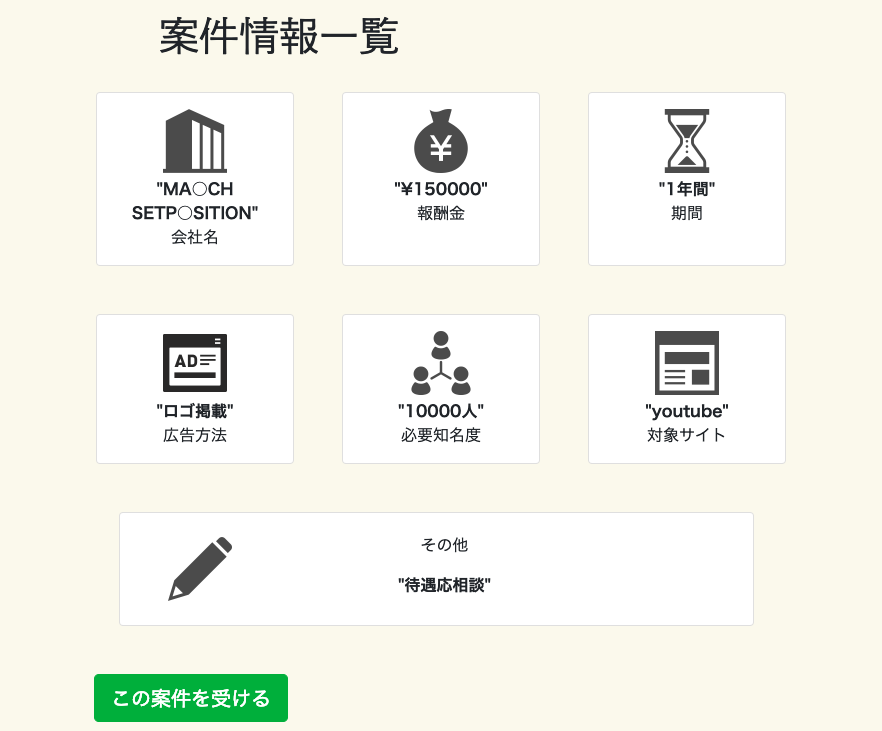 案件情報一覧
"MA○CH
SETP○SITION"
会社名
"¥150000"
報酬金
"1年間"
期間
AD
"ロゴ掲載"
広告方法
"10000人"
必要知名度
"youtube"
対象サイト
その他
"待遇応相談"
この案件を受ける